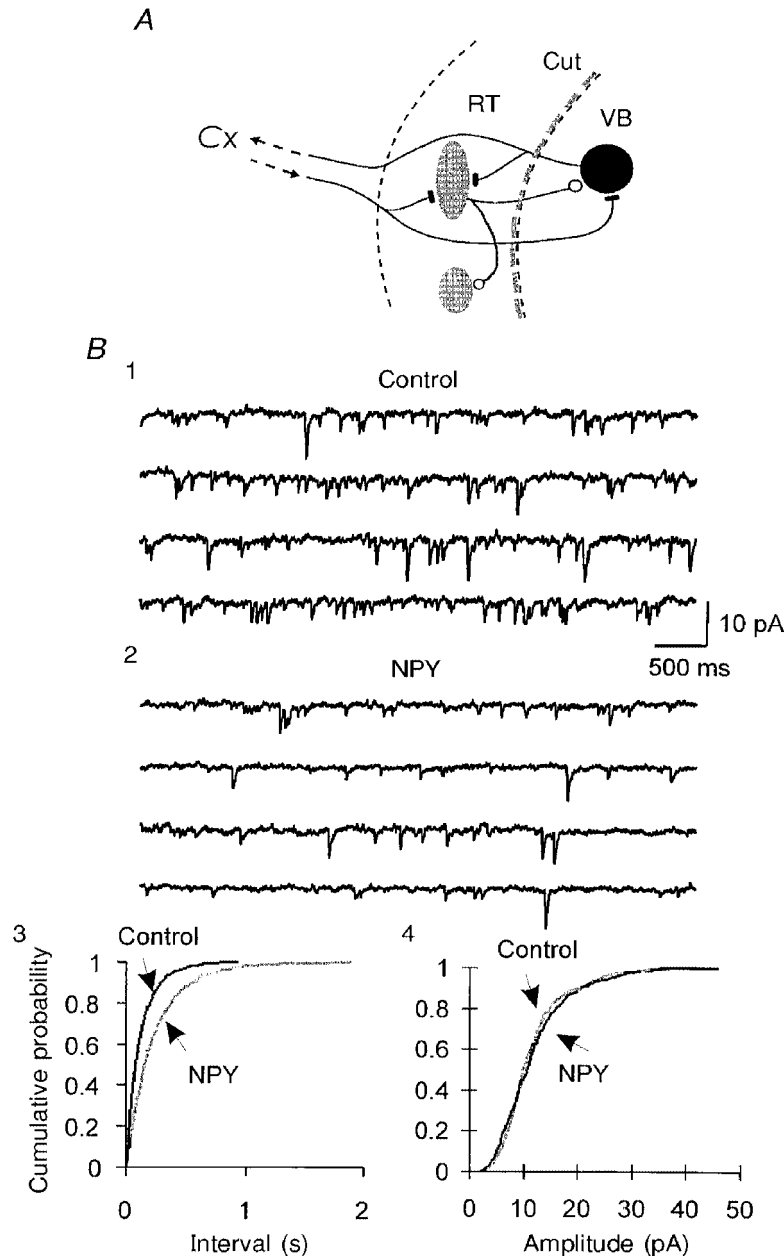 A
Cut
RT
VB
Cx
B
1
Control
10 pA
500 ms
2
NPY
3
Control
NPY
Cumulative probability
1
0.8
0.6
0.4
0.2
0
0 1 2
Interval (s)
4
Control
NPY
1
0.8
0.6
0.4
0.2
0
0 10 20 30 40 50
Amplitude (pA)